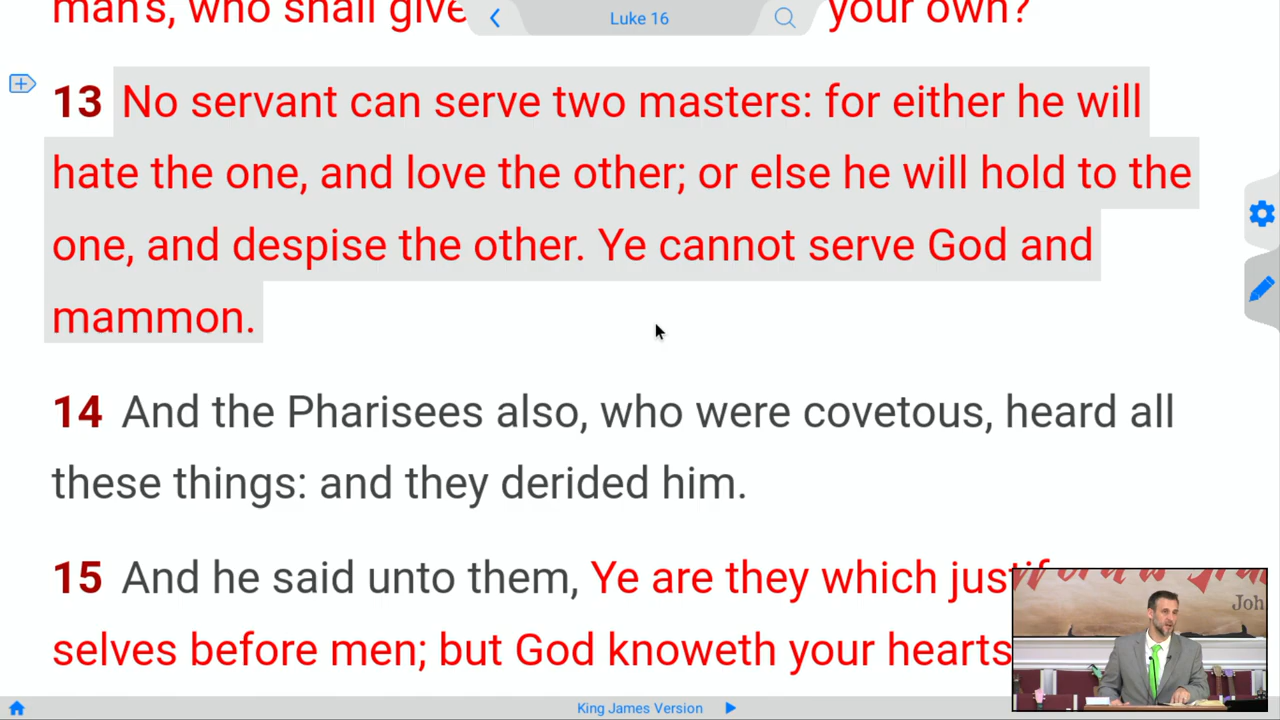 man's, who shall give your own?
Luke 16
13 No servant can serve two masters: for either he will
hate the one, and love the other; or else he will hold to the
one, and despise the other. Ye cannot serve God and
mammon.
14 And the Pharisees also, who were covetous, heard all
these things: and they derided him.
15 And he said unto them, Ye are they which
selves before men; but God knoweth your hearts
Word is
Joh
King James Version